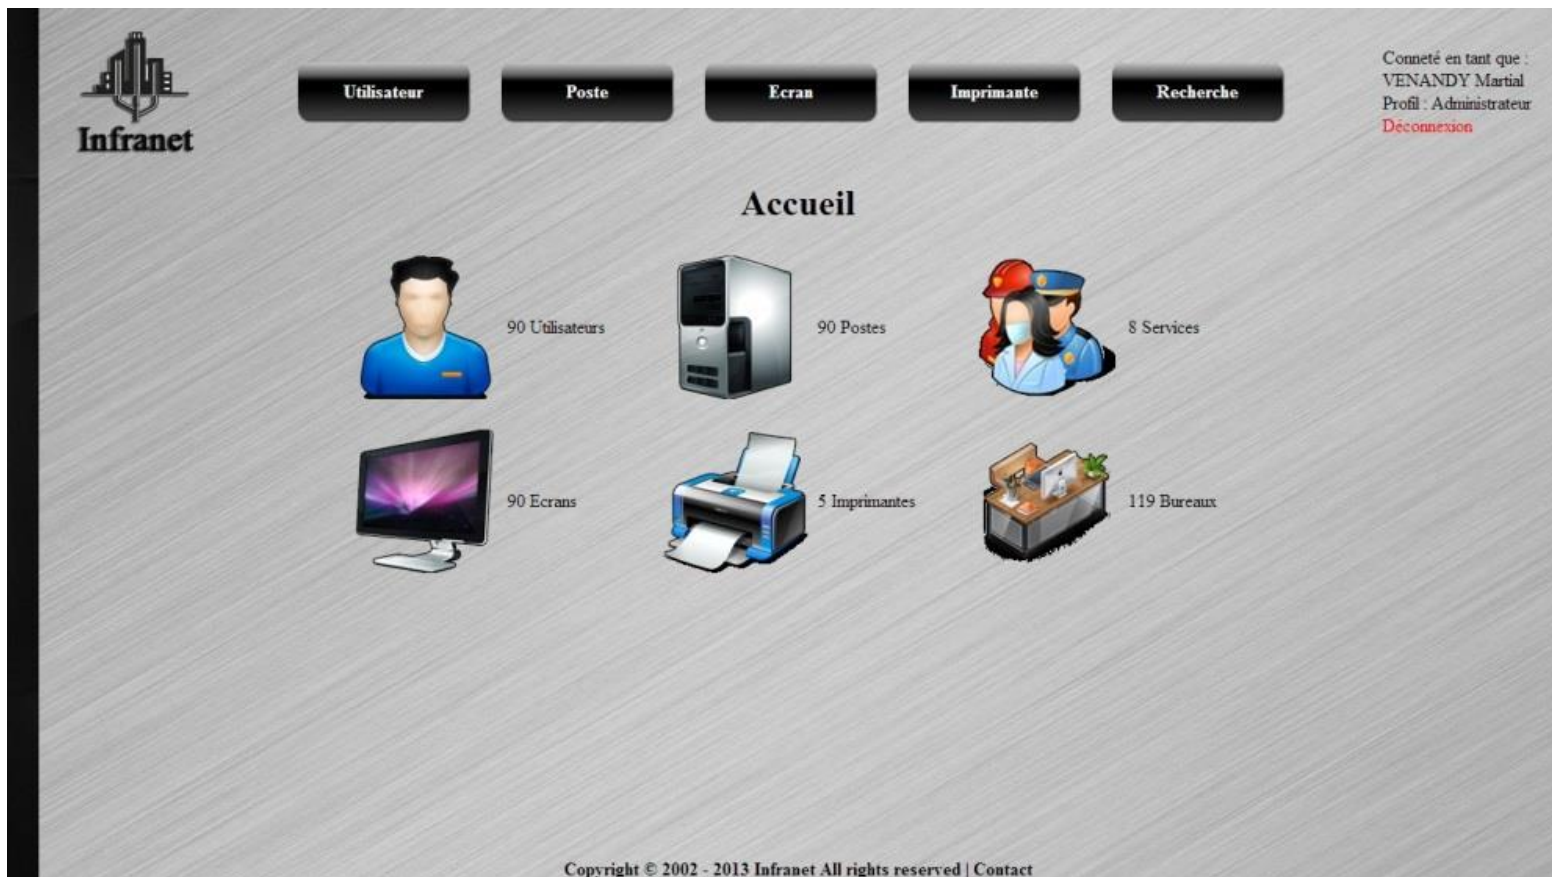 Infranet
Utilisateur
Poste
Ecran
Imprimante
Recherche
Conneté en tant que :
VENANDY Martial
Profil : Administrateur
Déconnexion
Accueil
90 Utilisateurs
90 Postes
8 Services
90 Ecrans
5 Imprimantes
119 Bureaux
Copyright © 2002 - 2013 Infranet All rights reserved | Contact